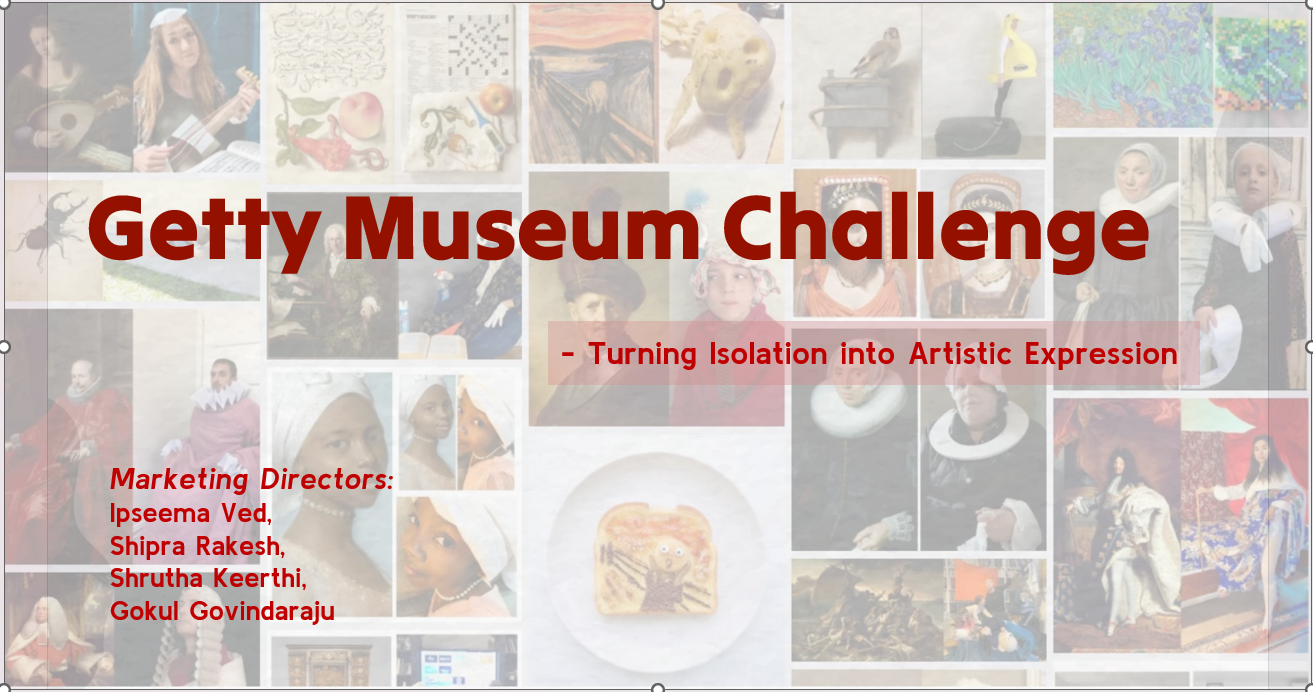 Getty Museum Challenge
- Turning Isolation into Artistic Expression
Marketing Directors:
Ipseema Ved,
Shipra Rakesh,
Shrutha Keerthi,
Gokul Govindaraju